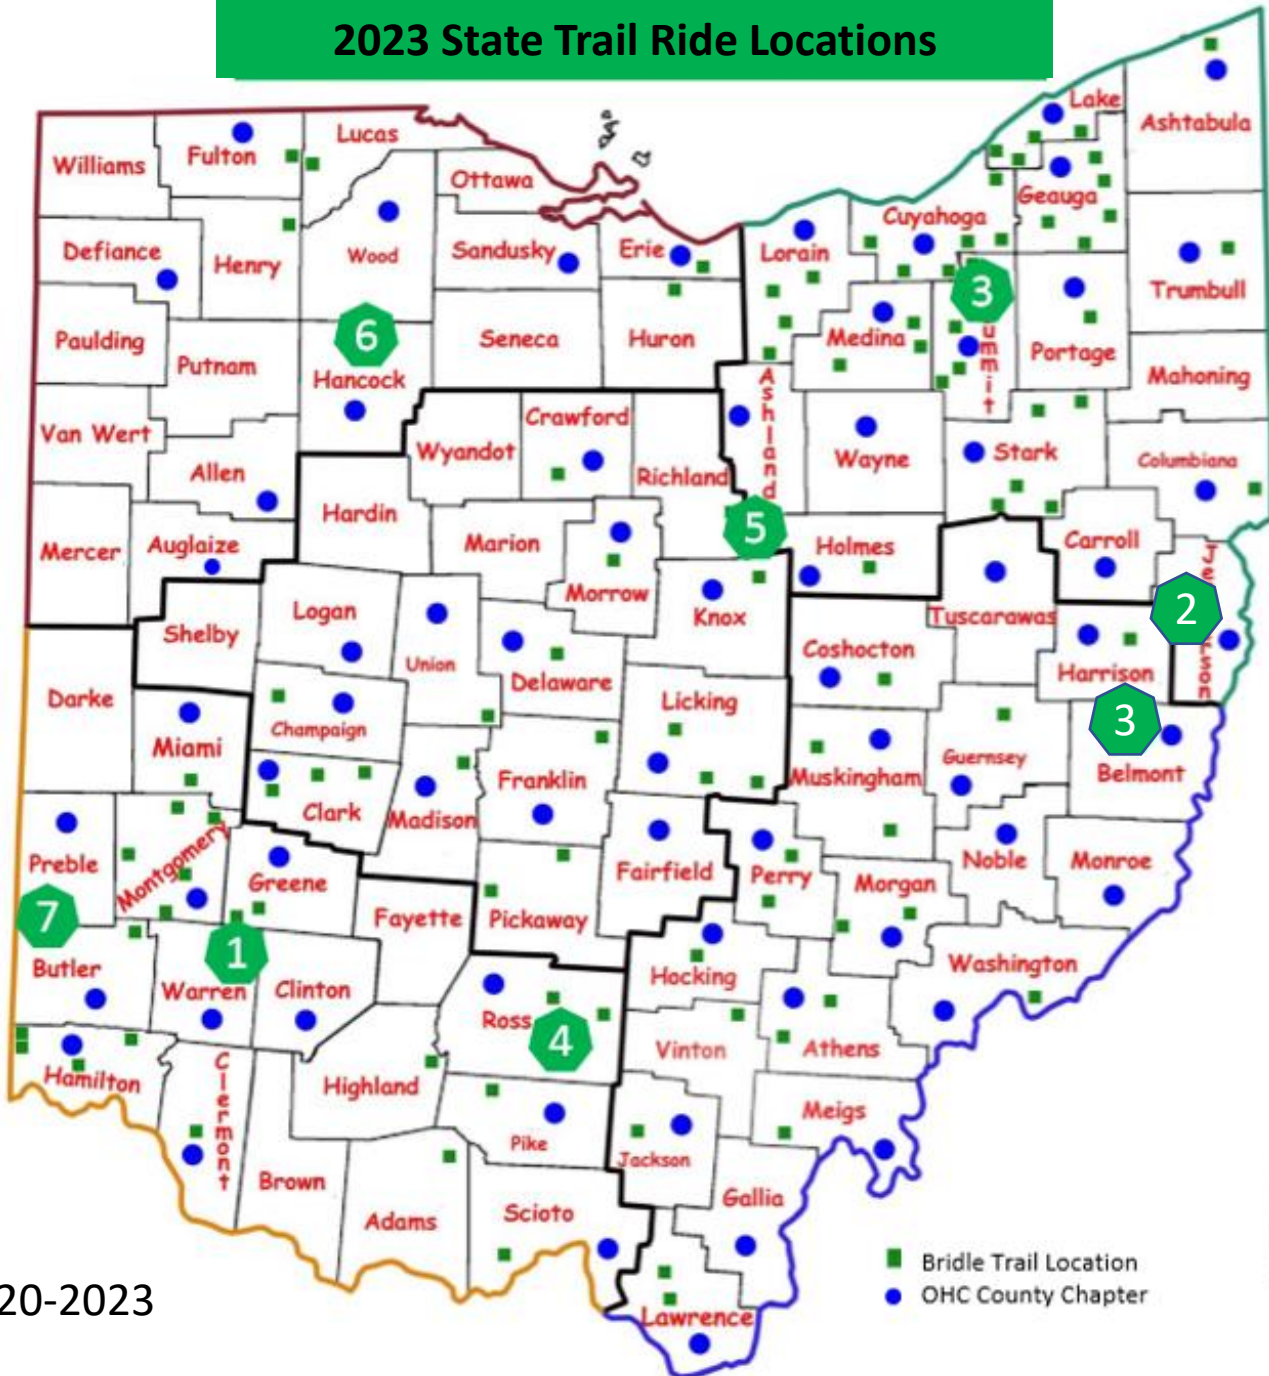 2023 State Trail Ride Locations
Lake
Ashtabula
Lucas
Fulton
Williams
Ottawa
Geauga
Cuyahoga
Defiance
Henry
Wood
Sandusky
Erie
Lorain
Trumbull
3
Paulding
6
Seneca
Huron
Medina
ummit
Portage
Putnam
Hancock
Mahoning
Ashland
Van Wert
Crawford
Wyandot
Richland
Wayne
Stark
Columbiana
Allen
Hardin
Mercer
Auglaize
Marion
5
Holmes
Carroll
Je
2
son
Morrow
Knox
Logan
Shelby
Union
Tuscarawas
Coshocton
Harrison
Darke
Delaware
Licking
3
Champaign
Miami
Guernsey
Belmont
Franklin
Muskingham
Clark
Madison
Preble
Montgomery
Greene
Fairfield
Perry
Morgan
Noble
Monroe
7
Fayette
Pickaway
1
Butler
Warren
Clinton
Hocking
Washington
Ross
4
Vinton
Athens
Hamilton
Clermont
Highland
Pike
Jackson
Meigs
Brown
Adams
Scioto
Gallia
Bridle Trail Location
OHC County Chapter
20-2023
Lawrence